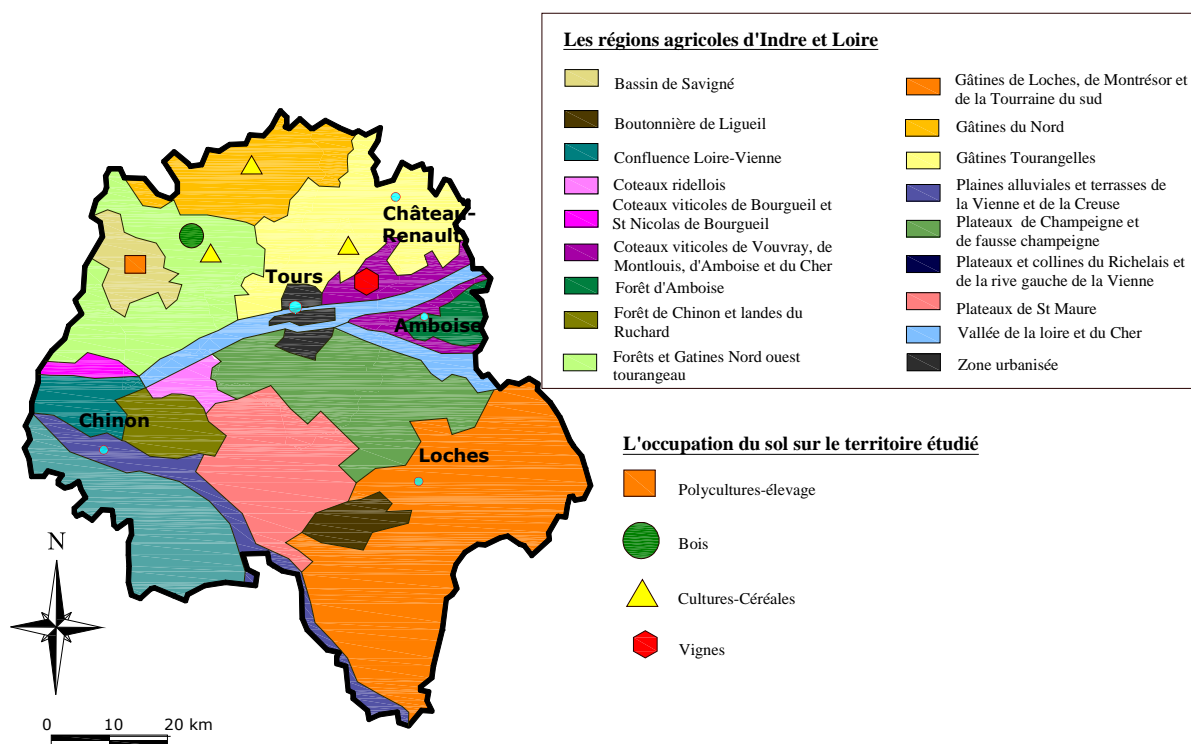 Les régions agricoles d'Indre et Loire
Bassin de Savigné
Boutonnière de Ligueil
Confluence Loire-Vienne
Coteaux ridellois
Coteaux viticoles de Bourgueil et
St Nicolas de Bourgueil
Coteaux viticoles de Vouvray, de
Montlouis, d'Amboise et du Cher
Forêt d'Amboise
Forêt de Chinon et landes du
Ruchard
Forêts et Gatines Nord ouest
tourangeau
Gâtines de Loches, de Montrésor et
de la Tourraine du sud
Gâtines du Nord
Gâtines Tourangelles
Plaines alluviales et terrasses de
la Vienne et de la Creuse
Plateaux de Champeigne et
de fausse champeigne
Plateaux et collines du Richelais et
de la rive gauche de la Vienne
Plateaux de St Maure
Vallée de la loire et du Cher
Zone urbanisée
Château-
Renault
Tours
Amboise
Chinon
Loches
L'occupation du sol sur le territoire étudié
Polycultures-élevage
Bois
Cultures-Céréales
Vignes
N
0 10 20 km